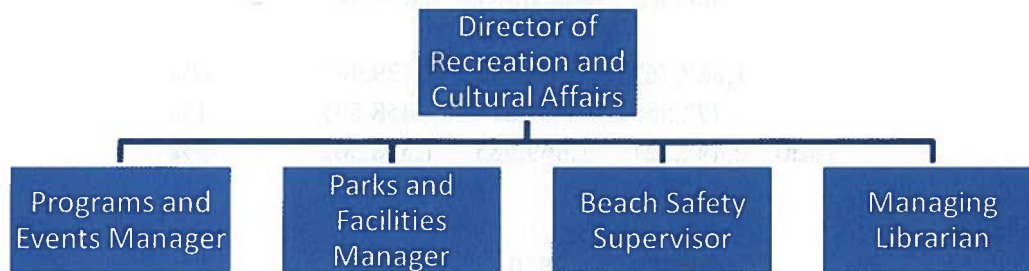 Director of
Recreation and
Cultural Affairs
Programs and
Events Manager
Parks and
Facilities
Manager
Beach Safety
Supervisor
Managing
Librarian